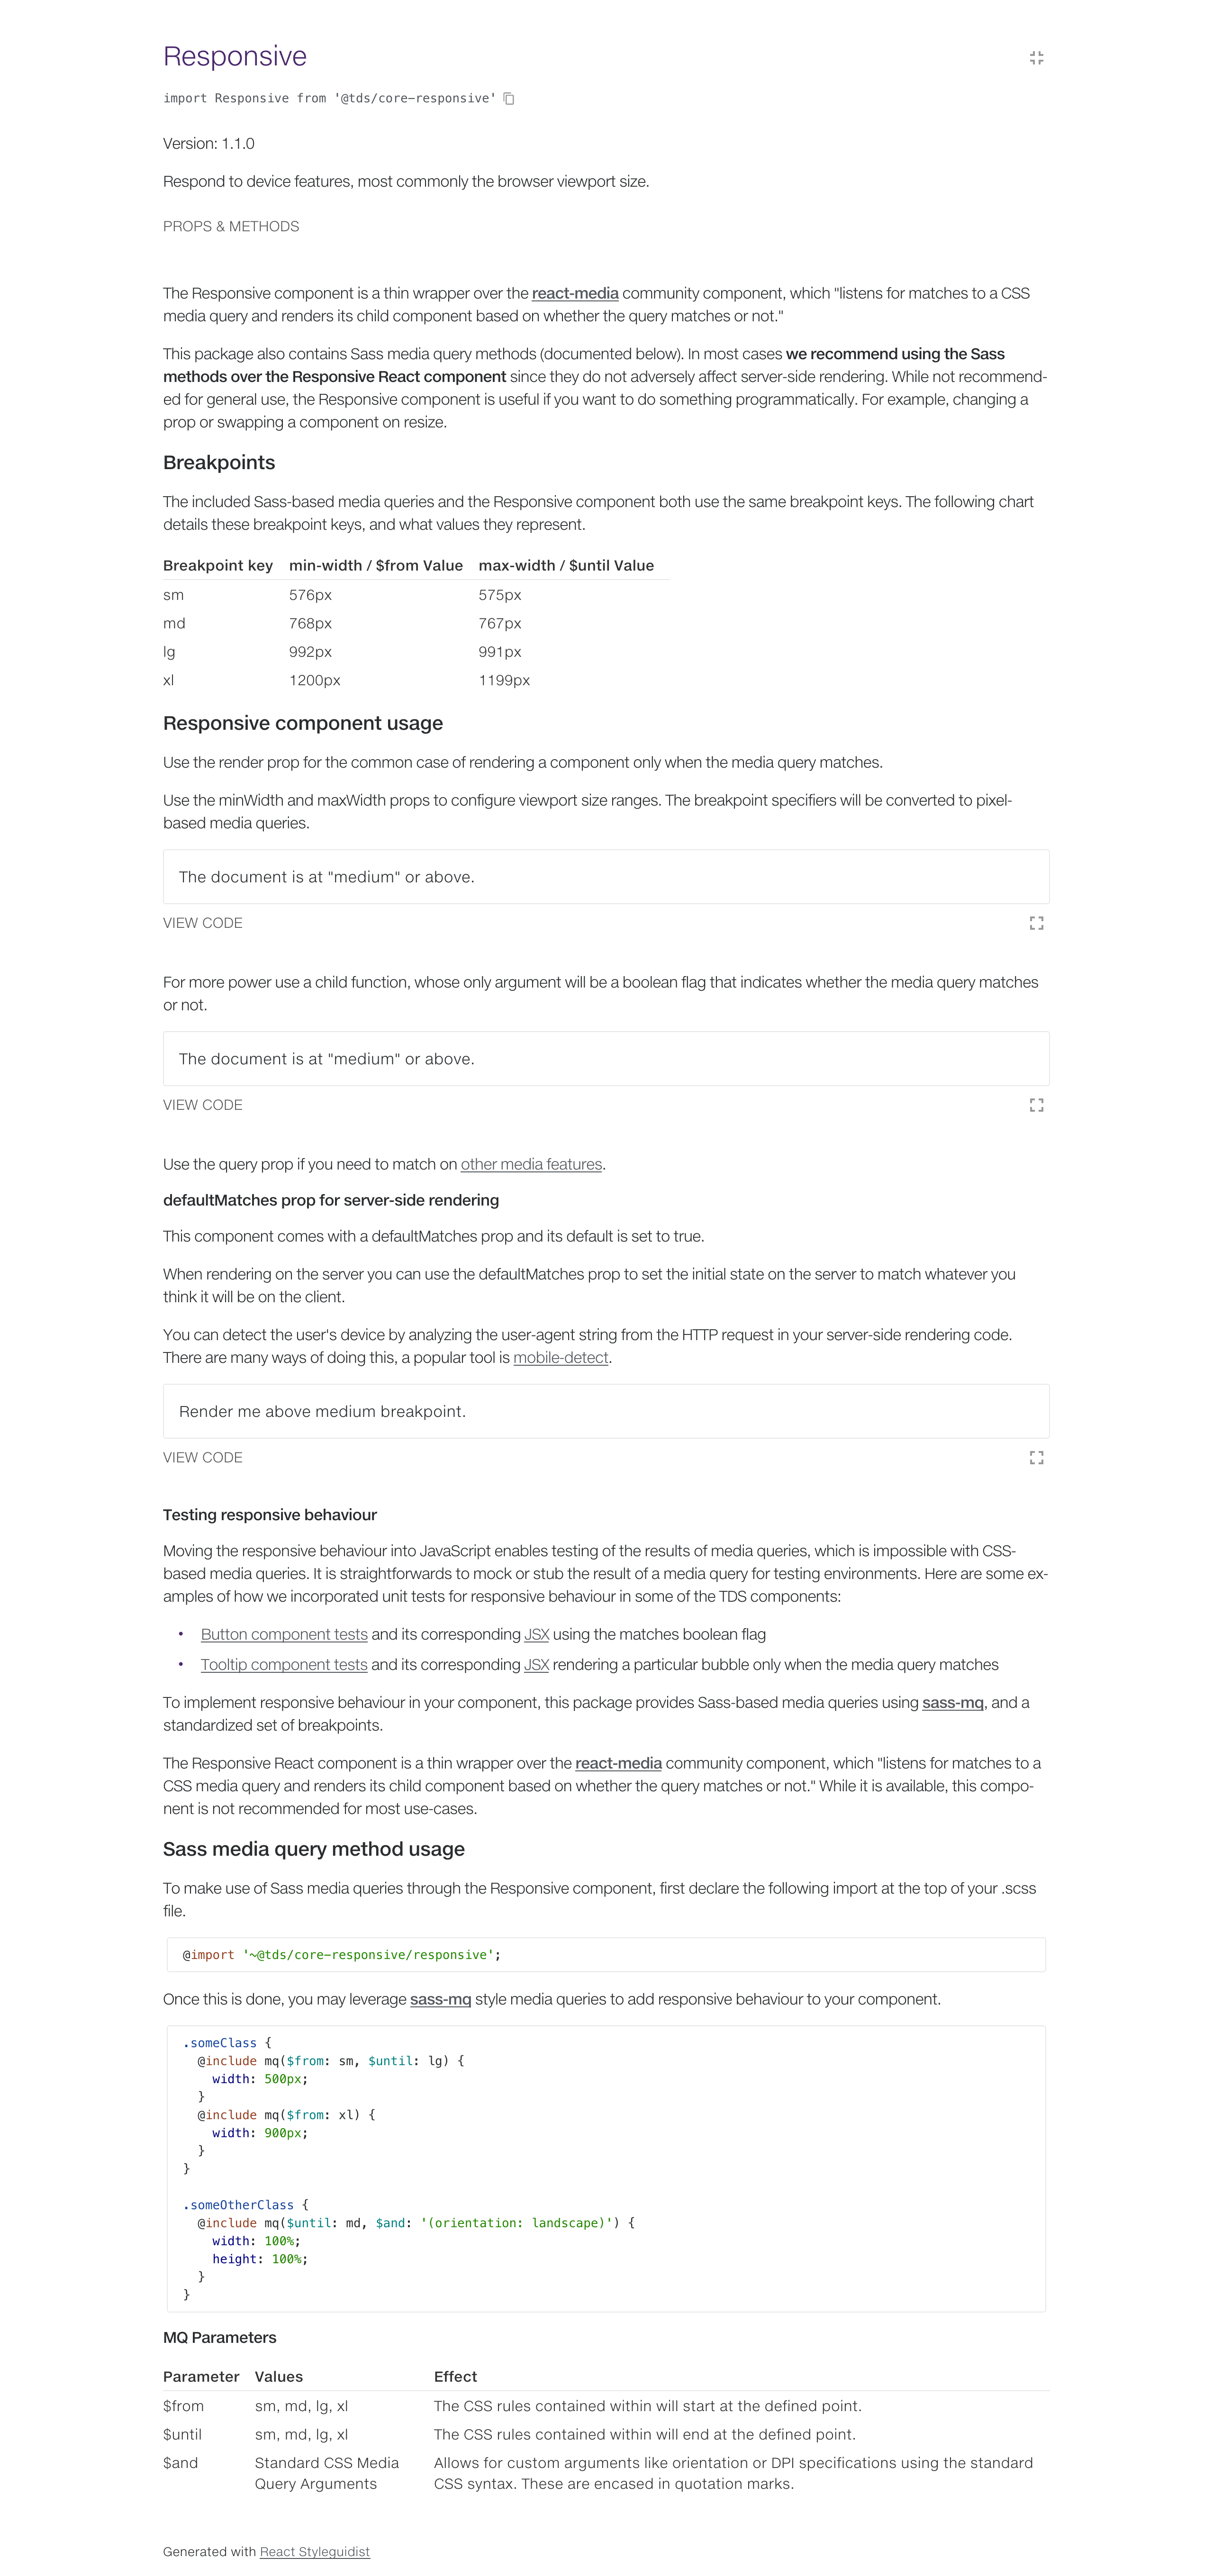 Responsive
import Responsive from '@tds/core-responsive'
Version: 1.1.0
Respond to device features, most commonly the browser viewport size.
PROPS & METHODS
The Responsive component is a thin wrapper over the react-media community component, which "listens for matches to a CSS
media query and renders its child component based on whether the query matches or not."
This package also contains Sass media query methods (documented below). In most cases we recommend using the Sass
methods over the Responsive React component since they do not adversely affect server-side rendering. While not recommend-
ed for general use, the Responsive component is useful if you want to do something programmatically. For example, changing a
prop or swapping a component on resize.
Breakpoints
The included Sass-based media queries and the Responsive component both use the same breakpoint keys. The following chart
details these breakpoint keys, and what values they represent.
Breakpoint key min-width / $from Value max-width / $until Value
sm 576px 575px
md 768px 767px
lg 992px 991px
xl 1200px 1199px
Responsive component usage
Use the render prop for the common case of rendering a component only when the media query matches.
Use the minWidth and maxWidth props to configure viewport size ranges. The breakpoint specifiers will be converted to pixel-
based media queries.
The document is at "medium" or above.
VIEW CODE
For more power use a child function, whose only argument will be a boolean flag that indicates whether the media query matches
or not.
The document is at "medium" or above.
VIEW CODE
Use the query prop if you need to match on other media features.
defaultMatches prop for server-side rendering
This component comes with a defaultMatches prop and its default is set to true.
When rendering on the server you can use the defaultMatches prop to set the initial state on the server to match whatever you
think it will be on the client.
You can detect the user's device by analyzing the user-agent string from the HTTP request in your server-side rendering code.
There are many ways of doing this, a popular tool is mobile-detect.
Render me above medium breakpoint.
VIEW CODE
Testing responsive behaviour
Moving the responsive behaviour into JavaScript enables testing of the results of media queries, which is impossible with CSS-
based media queries. It is straightforwards to mock or stub the result of a media query for testing environments. Here are some ex-
amples of how we incorporated unit tests for responsive behaviour in some of the TDS components:
• Button component tests and its corresponding JSX using the matches boolean flag
• Tooltip component tests and its corresponding JSX rendering a particular bubble only when the media query matches
To implement responsive behaviour in your component, this package provides Sass-based media queries using sass-mq, and a
standardized set of breakpoints.
The Responsive React component is a thin wrapper over the react-media community component, which "listens for matches to a
CSS media query and renders its child component based on whether the query matches or not." While it is available, this compo-
nent is not recommended for most use-cases.
Sass media query method usage
To make use of Sass media queries through the Responsive component, first declare the following import at the top of your .scss
file.
@import '~@tds/core-responsive/responsive';
Once this is done, you may leverage sass-mq style media queries to add responsive behaviour to your component.
.someClass {
  @include mq($from: sm, $until: lg) {
    width: 500px;
  }
  @include mq($from: xl) {
    width: 900px;
  }
}
.someOtherClass {
  @include mq($until: md, $and: '(orientation: landscape)') {
    width: 100%;
    height: 100%;
  }
}
MQ Parameters
Parameter Values Effect
$from sm, md, lg, xl The CSS rules contained within will start at the defined point.
$until sm, md, lg, xl The CSS rules contained within will end at the defined point.
$and Standard CSS Media Allows for custom arguments like orientation or DPI specifications using the standard
Query Arguments CSS syntax. These are encased in quotation marks.
Generated with React Styleguidist